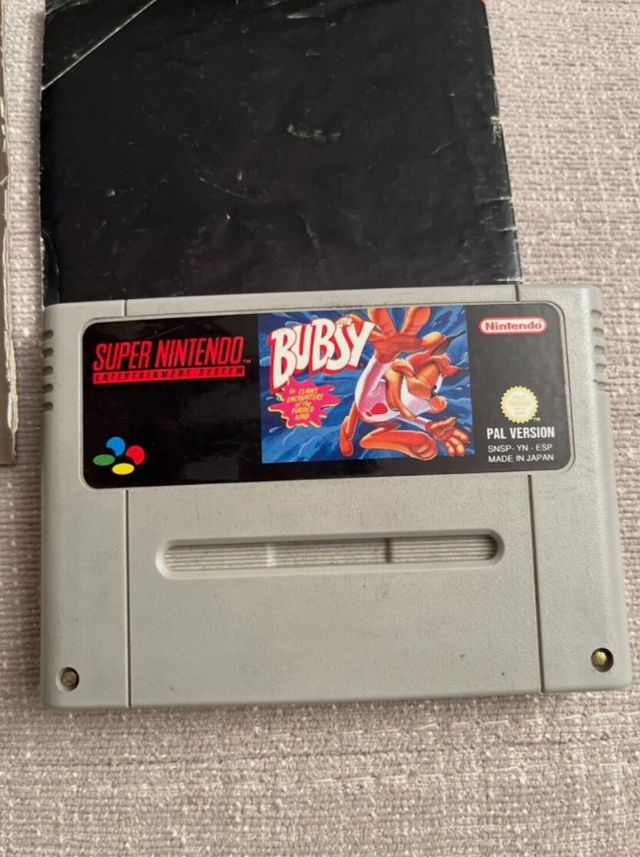 SUPER NINTENDO™
ENTERTAINMENT SYSTEM
BUBSY
in: CLAWS
ENCOUNTERS
of the
FURRED
KIND
Nintendo
PAL VERSION
SNSP-YN-ESP
MADE IN JAPAN